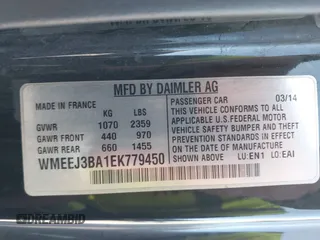 MFD BY DAIMLER AG
MADE IN FRANCE KG LBS
GVWR 1070 2359
GAWR FRONT 440 970
GAWR REAR 660 1455
WMEEJ3BA1EK779450
PASSENGER CAR 03/14
THIS VEHICLE CONFORMS TO ALL APPLICABLE
U.S. FEDERAL MOTOR VEHICLE SAFETY, BUMPER, AND THEFT
PREVENTION STANDARDS IN EFFECT ON THE DATE OF
MANUFACTURE SHOWN ABOVE.
LU:EN1 LO:EAI
DREAMBID